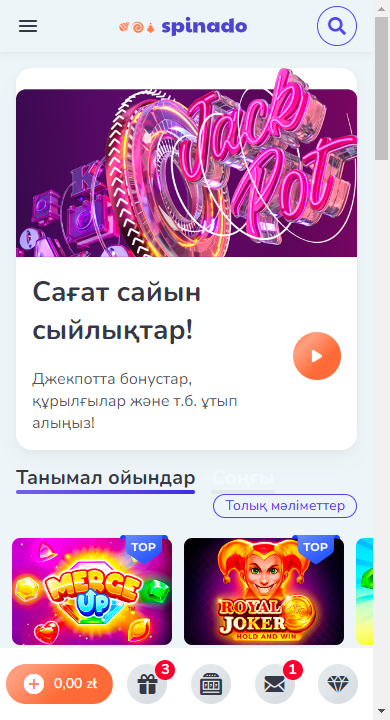 spinado
Jack
Pot
Сағат сайын
сыйлықтар!
Джекпотта бонустар,
құрылғылар және т.б. ұтып
алыңыз!
Танымал ойындар
Соңғы
Толық мәліметтер
TOP
TOP
MERGE
UP
TM
ROYAL
JOKER
HOLD AND WIN
0,00 zł
3
1